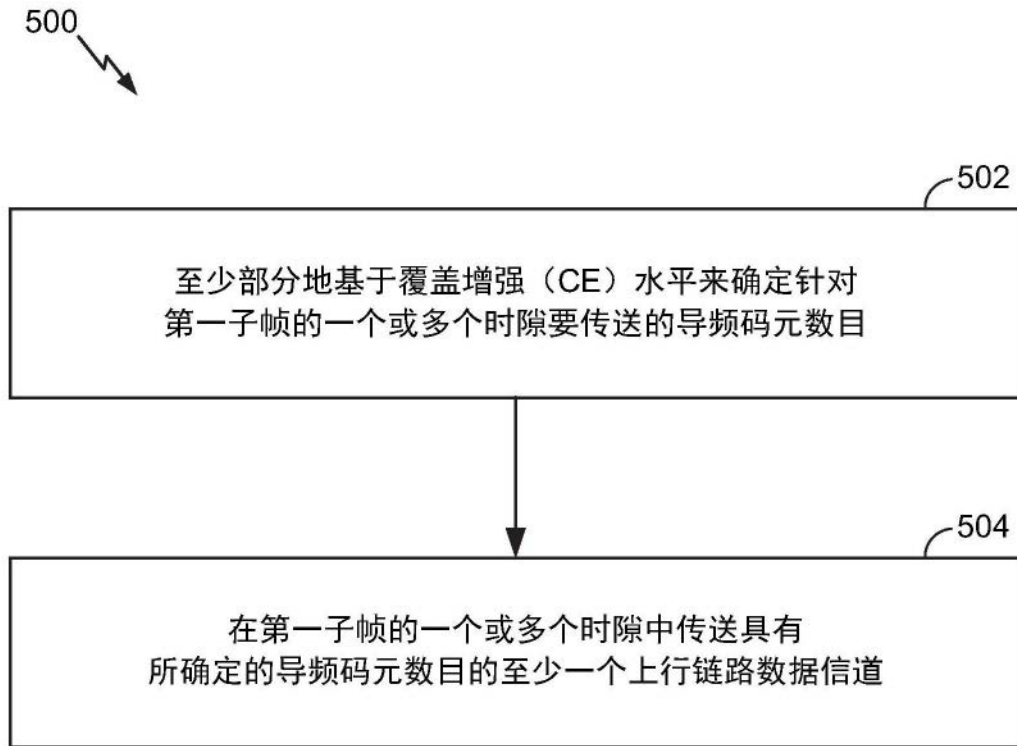 500
502
至少部分地基于覆盖增强（CE）水平来确定针对
第一子帧的一个或多个时隙要传送的导频码元数目
504
在第一子帧的一个或多个时隙中传送具有
所确定的导频码元数目的至少一个上行链路数据信道